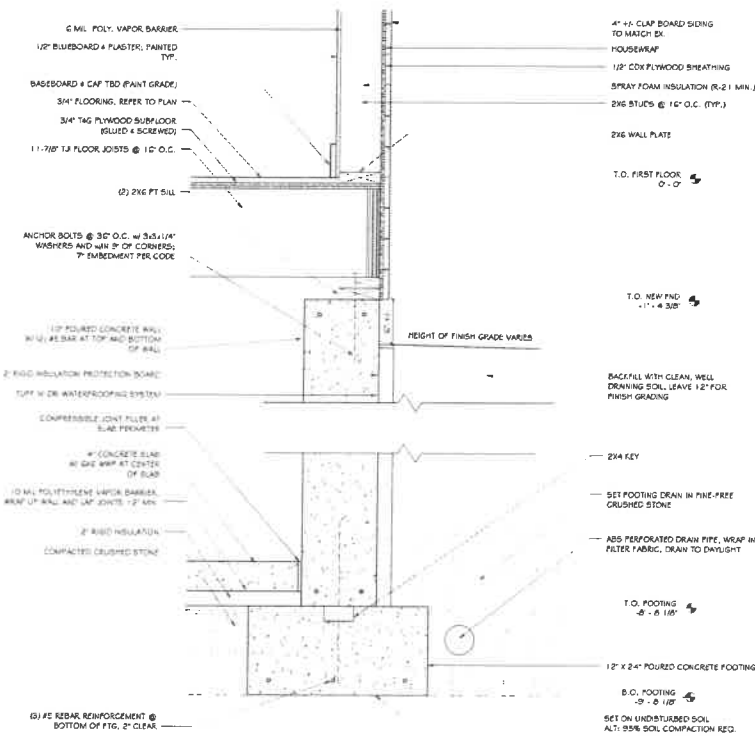 6 MIL. POLY. VAPOR BARRIER
1/2" BLUEBOARD & PLASTER; PAINTED
TYP.
BASEBOARD & CAP TBD (PAINT GRADE)
3/4" FLOORING, REFER TO PLAN
3/4" T&G PLYWOOD SUBFLOOR
(GLUED & SCREWED)
11-7/8" TJI FLOOR JOISTS @ 16" O.C.
(2) 2X6 PT SILL
ANCHOR BOLTS @ 36" O.C. w/ 3x3x1/4"
WASHERS AND w/in 9" OF CORNERS;
7" EMBEDMENT PER CODE
10" POURED CONCRETE WALL
W/ (2) #5 BAR AT TOP AND BOTTOM
OF WALL
2" RIGID INSULATION PROTECTION BOARD
TUFF 'N' DRI WATERPROOFING SYSTEM
COMPRESSIBLE JOINT FILLER AT
SLAB PERIMETER
4" CONCRETE SLAB
W/ 6X6 WWF AT CENTER
OF SLAB
10 MIL POLYETHYLENE VAPOR BARRIER,
WRAP UP WALL AND LAP JOINTS 12" MIN.
2" RIGID INSULATION
COMPACTED CRUSHED STONE
(3) #5 REBAR REINFORCEMENT @
BOTTOM OF FTG, 2" CLEAR
4" +/- CLAP BOARD SIDING
TO MATCH EX.
HOUSEWRAP
1/2" CDX PLYWOOD SHEATHING
SPRAY FOAM INSULATION (R-21 MIN.)
2X6 STUDS @ 16" O.C. (TYP.)
2X6 WALL PLATE
T.O. FIRST FLOOR
0' - 0"
T.O. NEW FND
-1' - 4 3/8"
HEIGHT OF FINISH GRADE VARIES
BACKFILL WITH CLEAN, WELL
DRAINING SOIL. LEAVE 12" FOR
FINISH GRADING
2X4 KEY
SET FOOTING DRAIN IN FINE-FREE
CRUSHED STONE
ABS PERFORATED DRAIN PIPE, WRAP IN
FILTER FABRIC, DRAIN TO DAYLIGHT
T.O. FOOTING
-8' - 8 1/8"
12" X 24" POURED CONCRETE FOOTING
B.O. FOOTING
-9' - 8 1/8"
SET ON UNDISTURBED SOIL
ALT: 95% SOIL COMPACTION REQ.